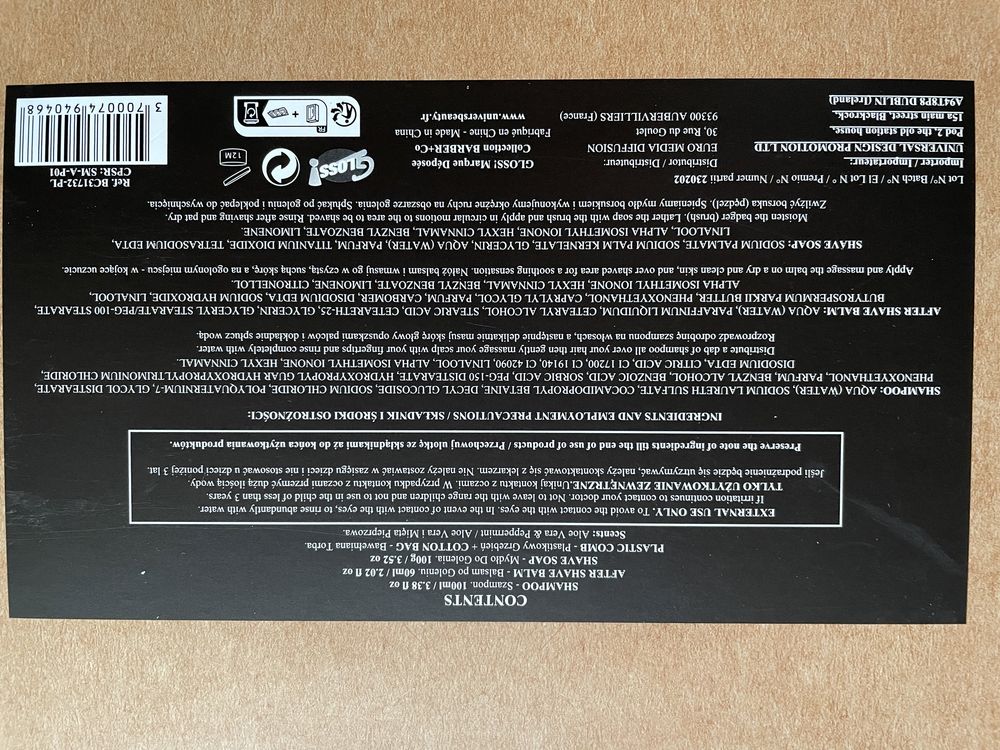 CONTENTS
SHAMPOO - Szampon. 100ml / 3.38 fl oz
AFTER SHAVE BALM - Balsam po Goleniu. 60ml / 2.02 fl oz
SHAVE SOAP - Mydło Do Golenia. 100g / 3.52 oz
PLASTIC COMB - Plastikowy Grzebień + COTTON BAG - Bawełniana Torba.
Scents: Aloe Vera & Peppermint / Aloe Vera i Mięta Pieprzowa.
EXTERNAL USE ONLY. To avoid the contact with the eyes. In the event of contact with the eyes, to rinse abundantly with water.
If irritation continues to contact your doctor. Not to leave with the range children and not to use in the child of less than 3 years.
TYLKO UŻYTKOWANIE ZEWNĘTRZNE.Unikaj kontaktu z oczami. W przypadku kontaktu z oczami przemyć dużą ilością wody.
Jeśli podrażnienie będzie się utrzymywać, należy skontaktować się z lekarzem. Nie należy zostawiać w zasięgu dzieci i nie stosować u dzieci poniżej 3 lat.
Preserve the note of ingredients till the end of use of products / Przechowuj ulotkę ze składnikami aż do końca użytkowania produktów.
INGREDIENTS AND EMPLOYMENT PRECAUTIONS / SKŁADNIKI I ŚRODKI OSTROŻNOŚCI:
SHAMPOO: AQUA (WATER), SODIUM LAURETH SULFATE, COCAMIDOPROPYL BETAINE, DECYL GLUCOSIDE, SODIUM CHLORIDE, POLYQUATERNIUM-7, GLYCOL DISTEARATE,
PHENOXYETHANOL, PARFUM, BENZYL ALCOHOL, BENZOIC ACID, SORBIC ACID, PEG-150 DISTEARATE, HYDROXYPROPYL GUAR HYDROXYPROPYLTRIMONIUM CHLORIDE,
DISODIUM EDTA, CITRIC ACID, CI 17200, CI 19140, CI 42090, LINALOOL, ALPHA ISOMETHYL IONONE, HEXYL CINNAMAL.
Distribute a dab of shampoo all over your hair then gently massage your scalp with your fingertips and rinse completely with water.
Rozprowadź odrobinę szamponu na włosach, a następnie delikatnie masuj skórę głowy opuszkami palców i dokładnie spłucz wodą.
AFTER SHAVE BALM: AQUA (WATER), PARAFFINUM LIQUIDUM, CETEARYL ALCOHOL, STEARIC ACID, CETEARETH-25, GLYCERIN, GLYCERYL STEARATE/PEG-100 STEARATE
BUTYROSPERMUM PARKII BUTTER, PHENOXYETHANOL, CAPRYLYL GLYCOL, PARFUM, CARBOMER, DISODIUM EDTA, SODIUM HYDROXIDE, LINALOOL,
ALPHA ISOMETHYL IONONE, HEXYL CINNAMAL, BENZYL BENZOATE, LIMONENE, CITRONELLOL.
Apply and massage the balm on a dry and clean skin, and over shaved area for a soothing sensation. Nałóż balsam i wmasuj go w czystą, suchą skórę, a na ogolonym miejscu - w kojące uczucie.
SHAVE SOAP: SODIUM PALMATE, SODIUM PALM KERNELATE, GLYCERIN, AQUA (WATER), PARFUM, TITANIUM DIOXIDE, TETRASODIUM EDTA,
LINALOOL, ALPHA ISOMETHYL IONONE, HEXYL CINNAMAL, BENZYL BENZOATE, LIMONENE.
Moisten the badger (brush). Lather the soap with the brush and apply in circular motions to the area to be shaved. Rinse after shaving and pat dry.
Zwilżyć borsuka (pędzel). Spieniamy mydło borsukiem i wykonujemy okrężne ruchy na obszarze golenia. Spłukać po goleniu i poklepać do wyschnięcia.
Lot N°/ Batch N° / El Lot N° / Premio N° / Numer partii 230202
Importer / Importateur:
UNIVERSAL DESIGN PROMOTION LTD
Pod 2, the old station house,
15a main street, Blackrock,
A94T8P8 DUBLIN (Ireland)
Distributor / Distributeur:
EURO MEDIA DIFFUSION
30, Rue du Goulet
93300 AUBERVILLIERS (France)
GLOSS! Marque Déposée
Collection BARBER+Co
Fabriqué en Chine - Made in China
www.universbeauty.fr
GLOSS!
12M
FR
+
Ref. BC31732-PL
CPSR: SM-A-P01
3 700074 940468